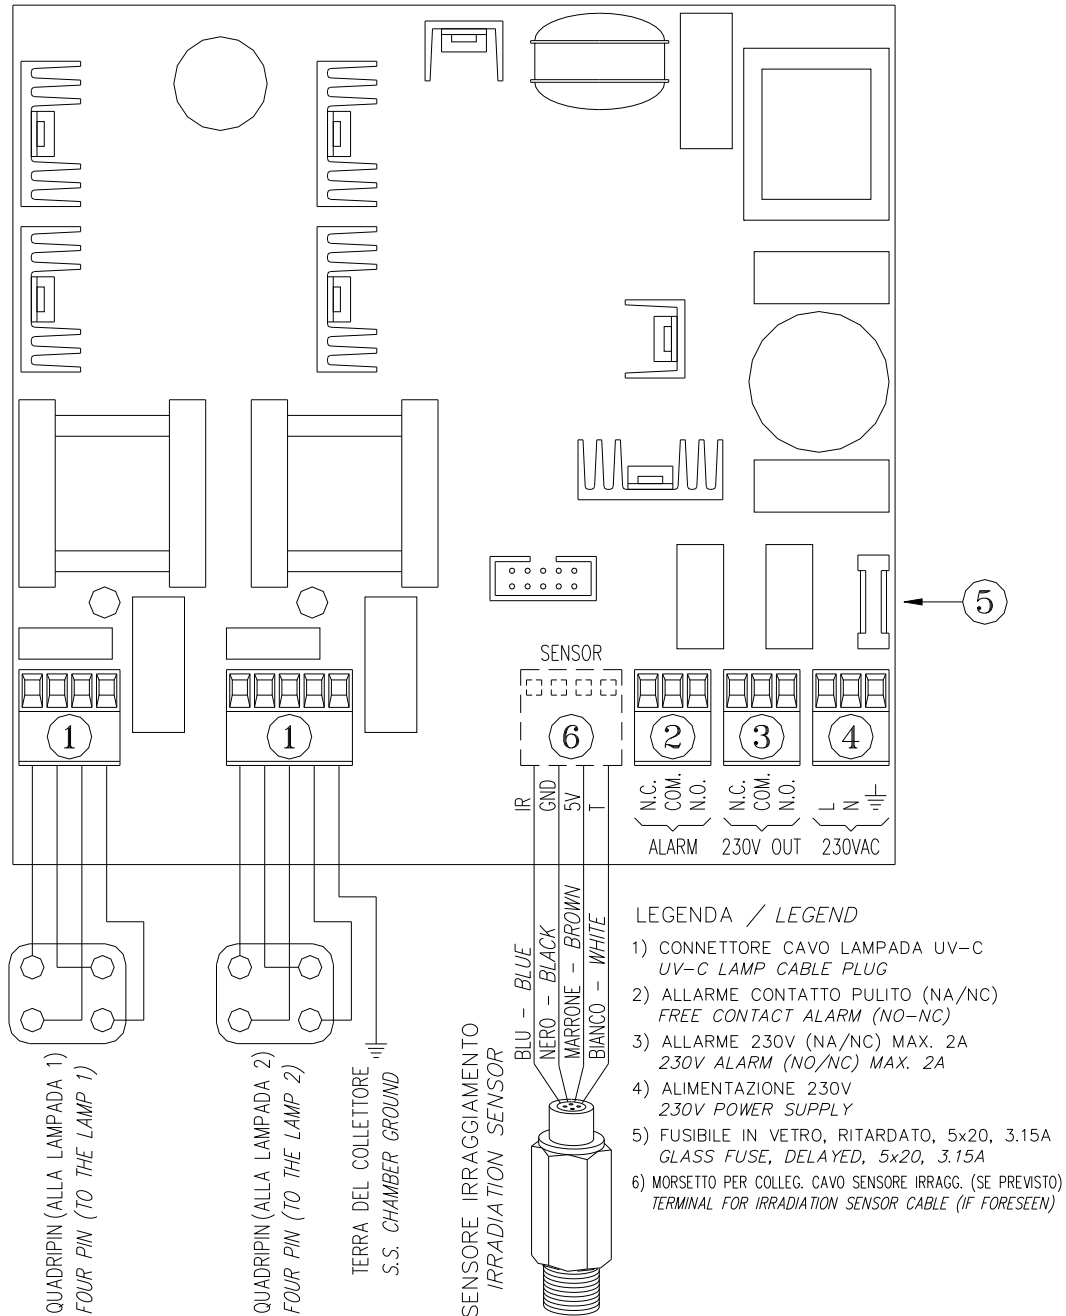 5
SENSOR
1
1
6
2
3
4
IR
GND
5V
T
N.C.
COM.
N.O.
N.C.
COM.
N.O.
L
N
ALARM
230V OUT
230VAC
BLU - BLUE
NERO - BLACK
MARRONE - BROWN
BIANCO - WHITE
QUADRIPIN (ALLA LAMPADA 1)
FOUR PIN (TO THE LAMP 1)
QUADRIPIN (ALLA LAMPADA 2)
FOUR PIN (TO THE LAMP 2)
TERRA DEL COLLETTORE
S.S. CHAMBER GROUND
SENSORE IRRAGGIAMENTO
IRRADIATION SENSOR
LEGENDA / LEGEND
1) CONNETTORE CAVO LAMPADA UV-C
UV-C LAMP CABLE PLUG
2) ALLARME CONTATTO PULITO (NA/NC)
FREE CONTACT ALARM (NO-NC)
3) ALLARME 230V (NA/NC) MAX. 2A
230V ALARM (NO/NC) MAX. 2A
4) ALIMENTAZIONE 230V
230V POWER SUPPLY
5) FUSIBILE IN VETRO, RITARDATO, 5x20, 3.15A
GLASS FUSE, DELAYED, 5x20, 3.15A
6) MORSETTO PER COLLEG. CAVO SENSORE IRRAGG. (SE PREVISTO)
TERMINAL FOR IRRADIATION SENSOR CABLE (IF FORESEEN)